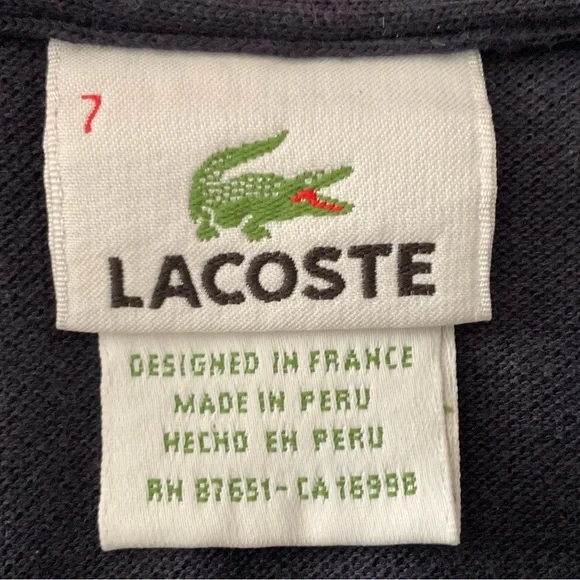 7
LACOSTE
DESIGNED IN FRANCE
MADE IN PERU
HECHO EN PERU
RN 87651-CA 16998